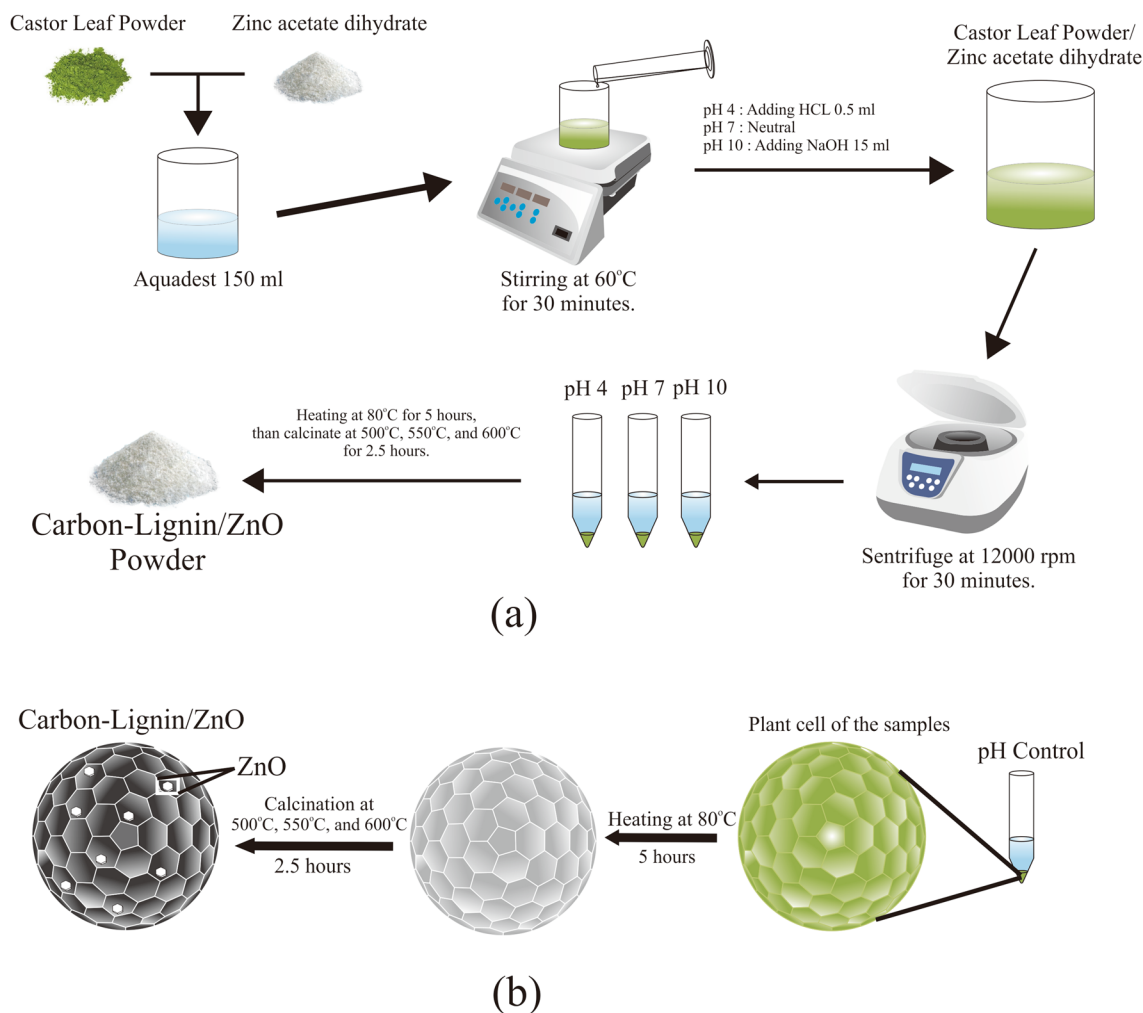 Castor Leaf Powder
Zinc acetate dihydrate
Aquadest 150 ml
Stirring at 60°C
for 30 minutes.
pH 4 : Adding HCL 0.5 ml
pH 7 : Neutral
pH 10 : Adding NaOH 15 ml
Castor Leaf Powder/
Zinc acetate dihydrate
Sentrifuge at 12000 rpm
for 30 minutes.
pH 4
pH 7
pH 10
Heating at 80°C for 5 hours,
than calcinate at 500°C, 550°C, and 600°C
for 2.5 hours.
Carbon-Lignin/ZnO
Powder
(a)
Carbon-Lignin/ZnO
ZnO
Calcination at
500°C, 550°C, and 600°C
2.5 hours
Heating at 80°C
5 hours
Plant cell of the samples
pH Control
(b)